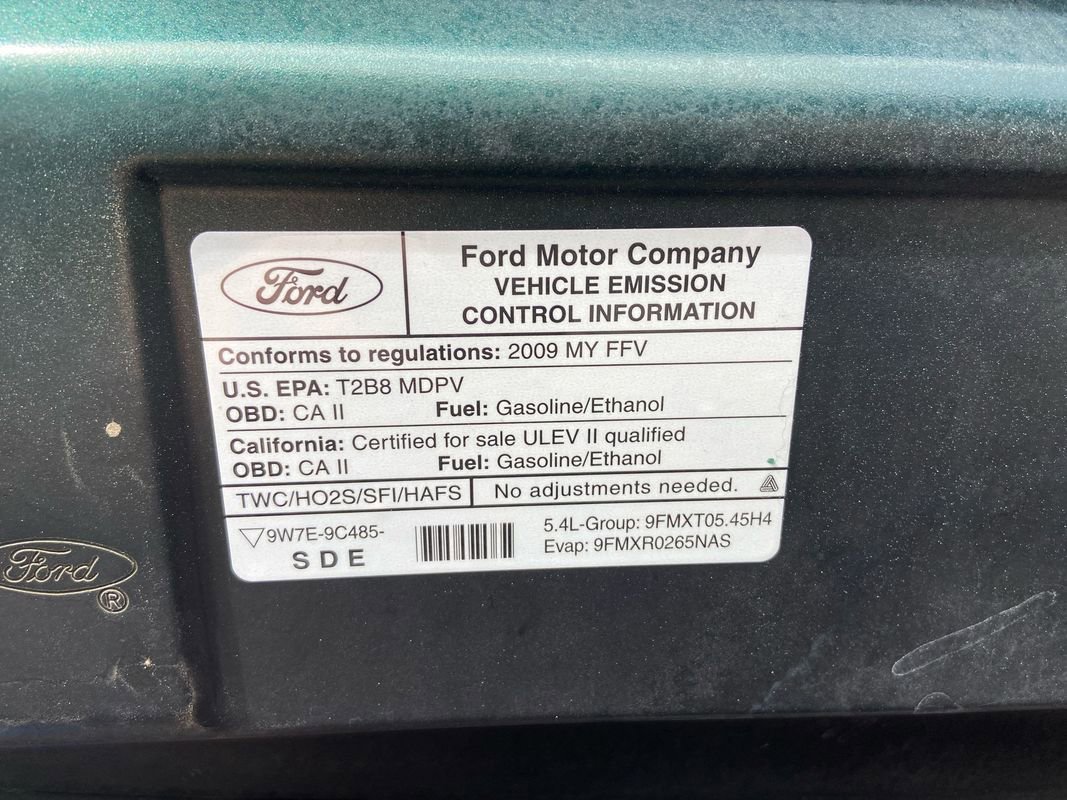 Ford
Ford Motor Company
VEHICLE EMISSION
CONTROL INFORMATION
Conforms to regulations: 2009 MY FFV
U.S. EPA: T2B8 MDPV
OBD: CA II Fuel: Gasoline/Ethanol
California: Certified for sale ULEV II qualified
OBD: CA II Fuel: Gasoline/Ethanol
TWC/HO2S/SFI/HAFS No adjustments needed.
9W7E-9C485-
SDE
5.4L-Group: 9FMXT05.45H4
Evap: 9FMXR0265NAS
Ford
®